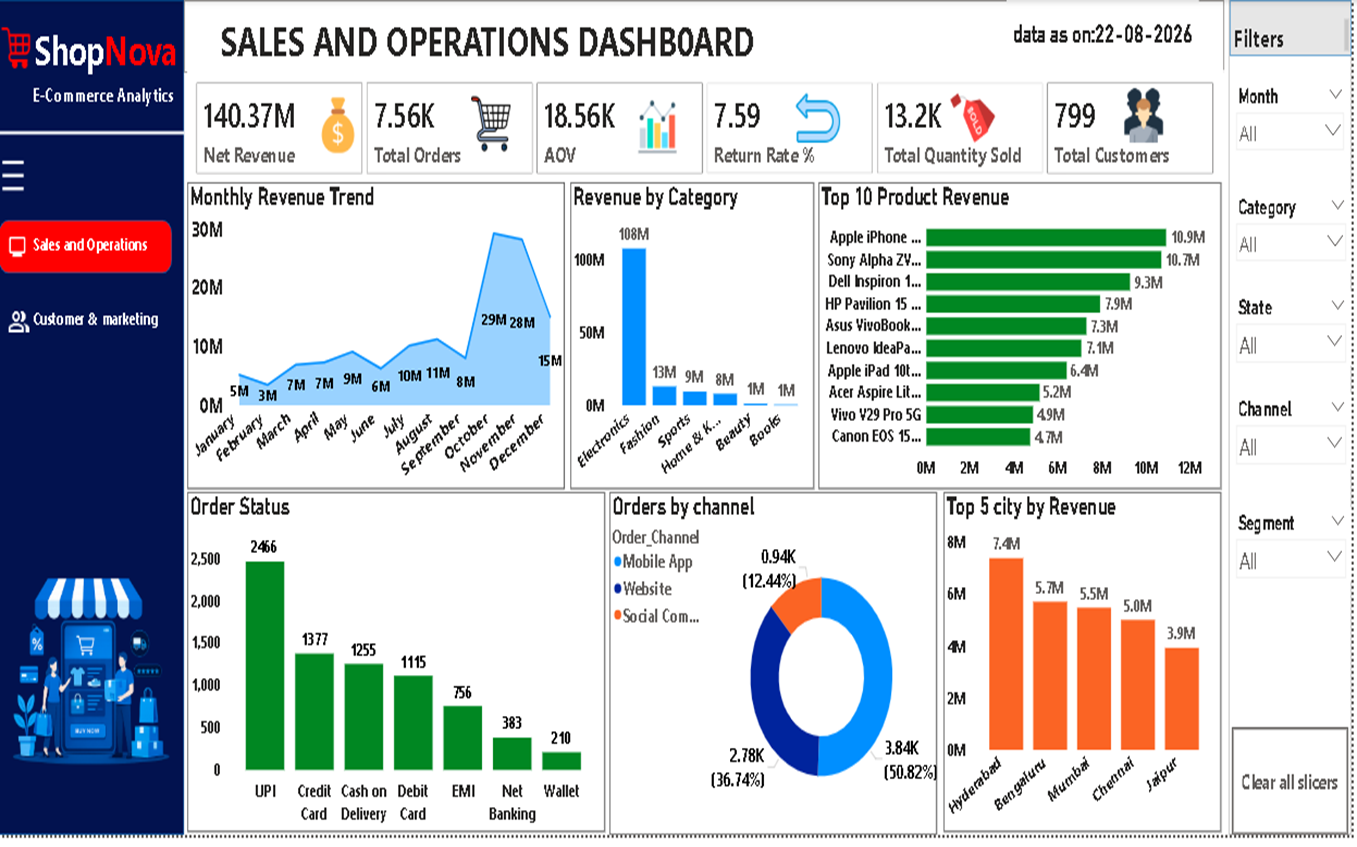 ShopNova
E-Commerce Analytics
Sales and Operations
Customer & marketing
BUY NOW
SALES AND OPERATIONS DASHBOARD
data as on:22-08-2026
140.37M
Net Revenue
7.56K
Total Orders
18.56K
AOV
7.59
Return Rate %
13.2K
Total Quantity Sold
SOLD
799
Total Customers
Monthly Revenue Trend
30M
20M
10M
0M
5M 3M 7M 7M 9M 6M 10M 11M 8M 29M 28M 15M
January February March April May June July August September October November December
Revenue by Category
100M
50M
0M
108M 13M 9M 8M 1M 1M
Electronics Fashion Sports Home & K... Beauty Books
Top 10 Product Revenue
Apple iPhone ... 10.9M
Sony Alpha ZV... 10.7M
Dell Inspiron 1... 9.3M
HP Pavilion 15 ... 7.9M
Asus VivoBook... 7.3M
Lenovo IdeaPa... 7.1M
Apple iPad 10t... 6.4M
Acer Aspire Lit... 5.2M
Vivo V29 Pro 5G 4.9M
Canon EOS 15... 4.7M
0M 2M 4M 6M 8M 10M 12M
Order Status
2,500
2,000
1,500
1,000
500
0
2466 1377 1255 1115 756 383 210
UPI Credit Card Cash on Delivery Debit Card EMI Net Banking Wallet
Orders by channel
Order_Channel
Mobile App
Website
Social Com...
0.94K
(12.44%)
2.78K
(36.74%)
3.84K
(50.82%)
Top 5 city by Revenue
8M
6M
4M
2M
0M
7.4M 5.7M 5.5M 5.0M 3.9M
Hyderabad Bengaluru Mumbai Chennai Jaipur
Filters
Month
All
Category
All
State
All
Channel
All
Segment
All
Clear all slicers